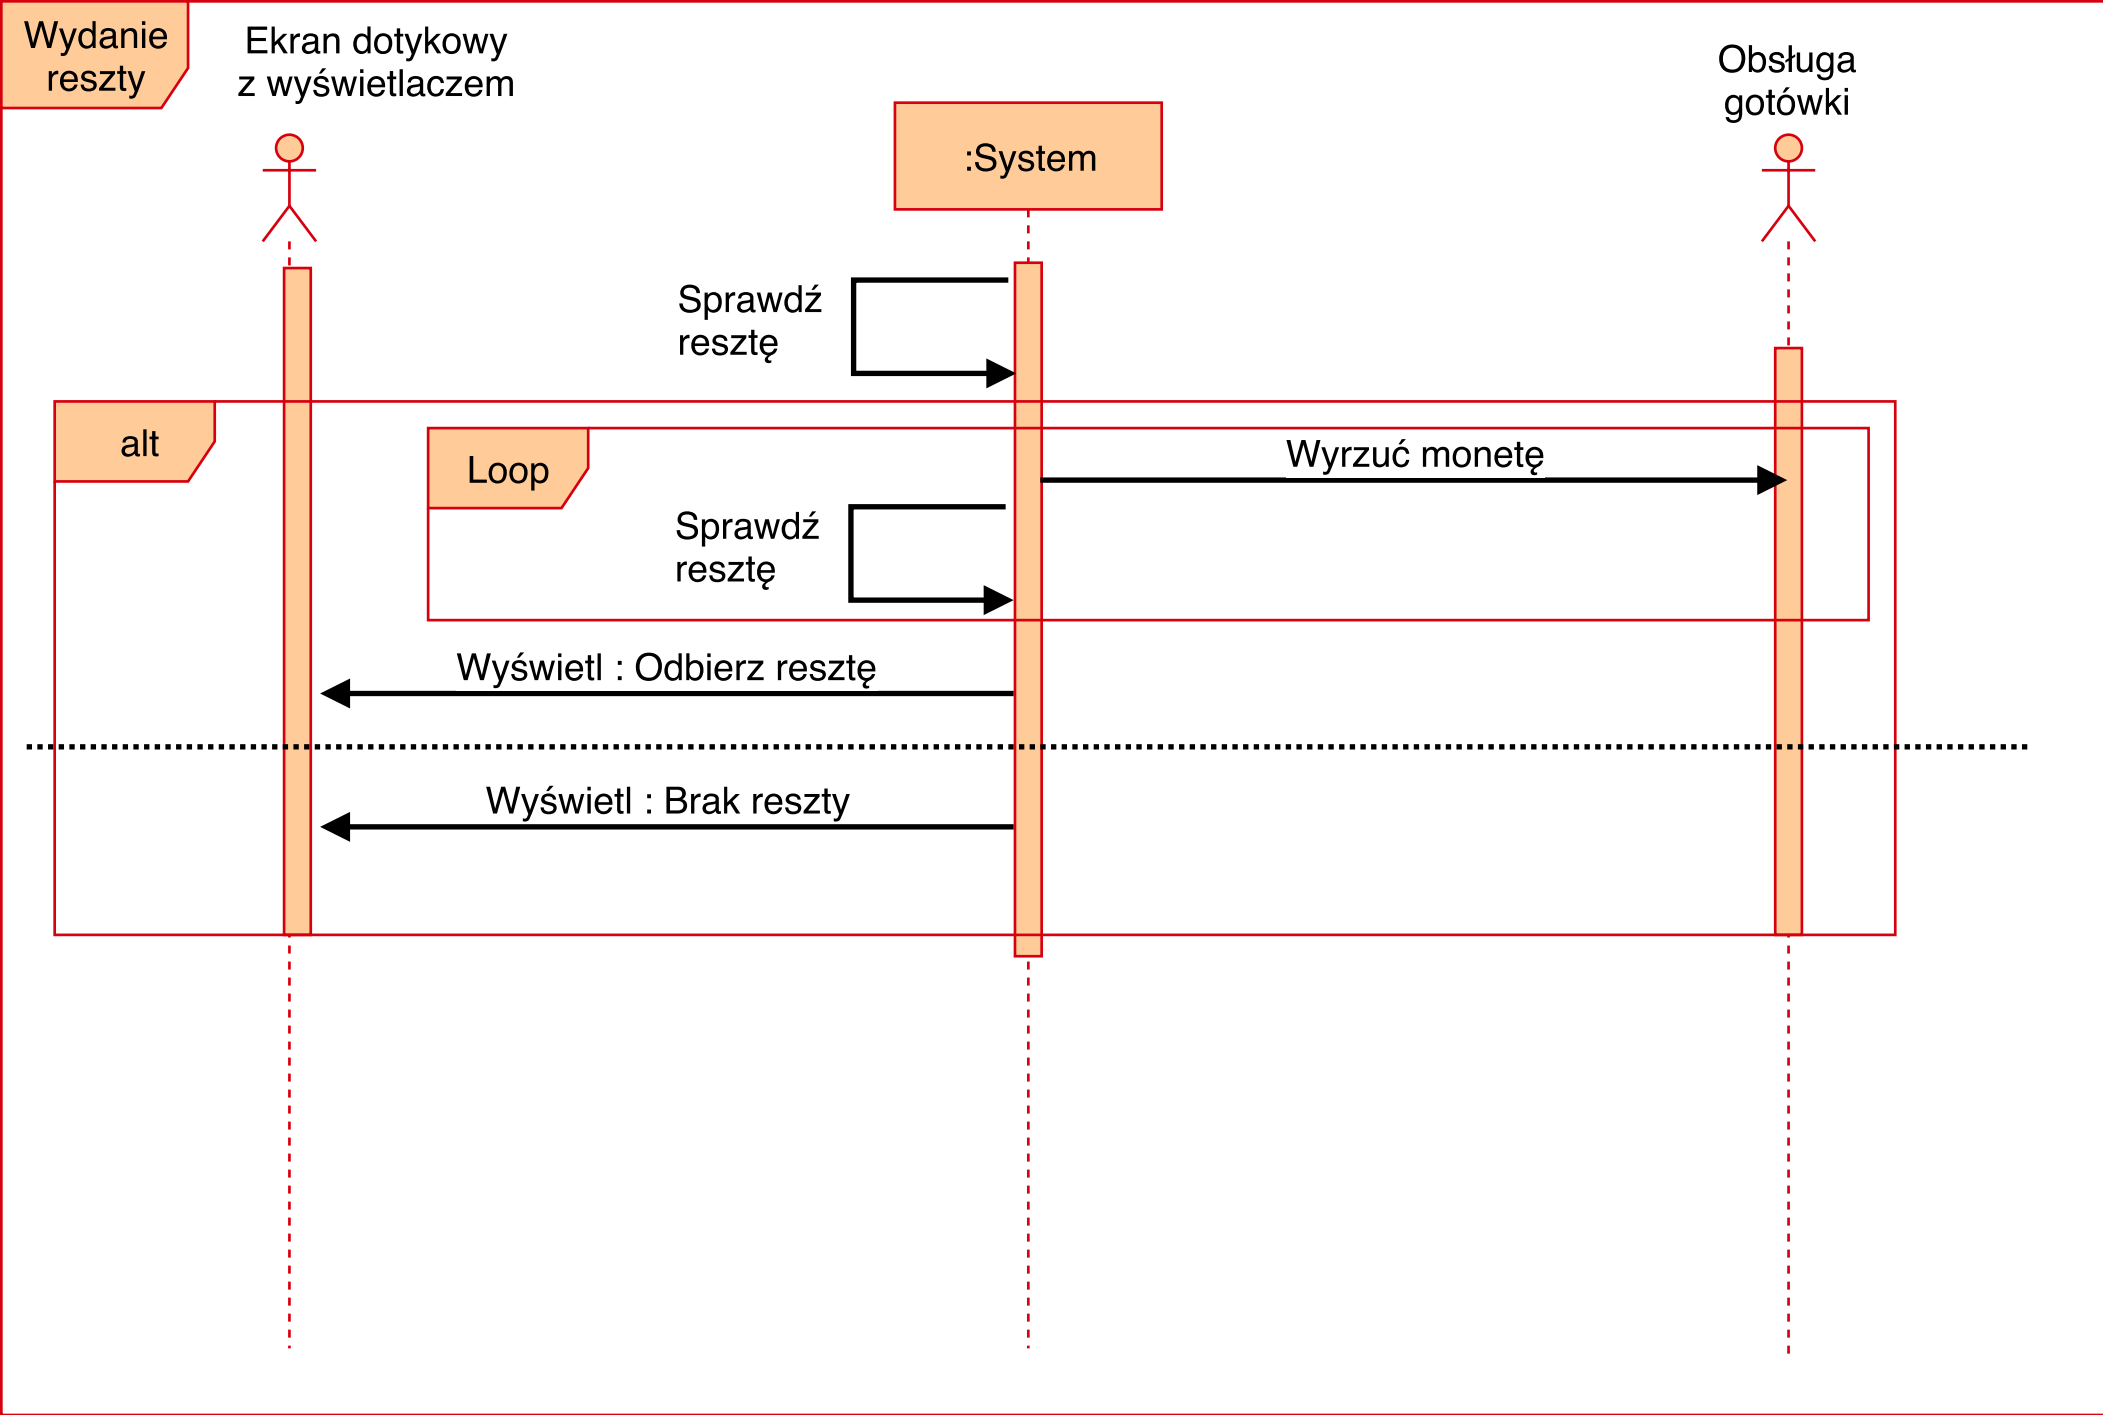 Wydanie
reszty
Ekran dotykowy
z wyświetlaczem
:System
Obsługa
gotówki
Sprawdź
resztę
alt
Loop
Wyrzuć monetę
Sprawdź
resztę
Wyświetl : Odbierz resztę
Wyświetl : Brak reszty